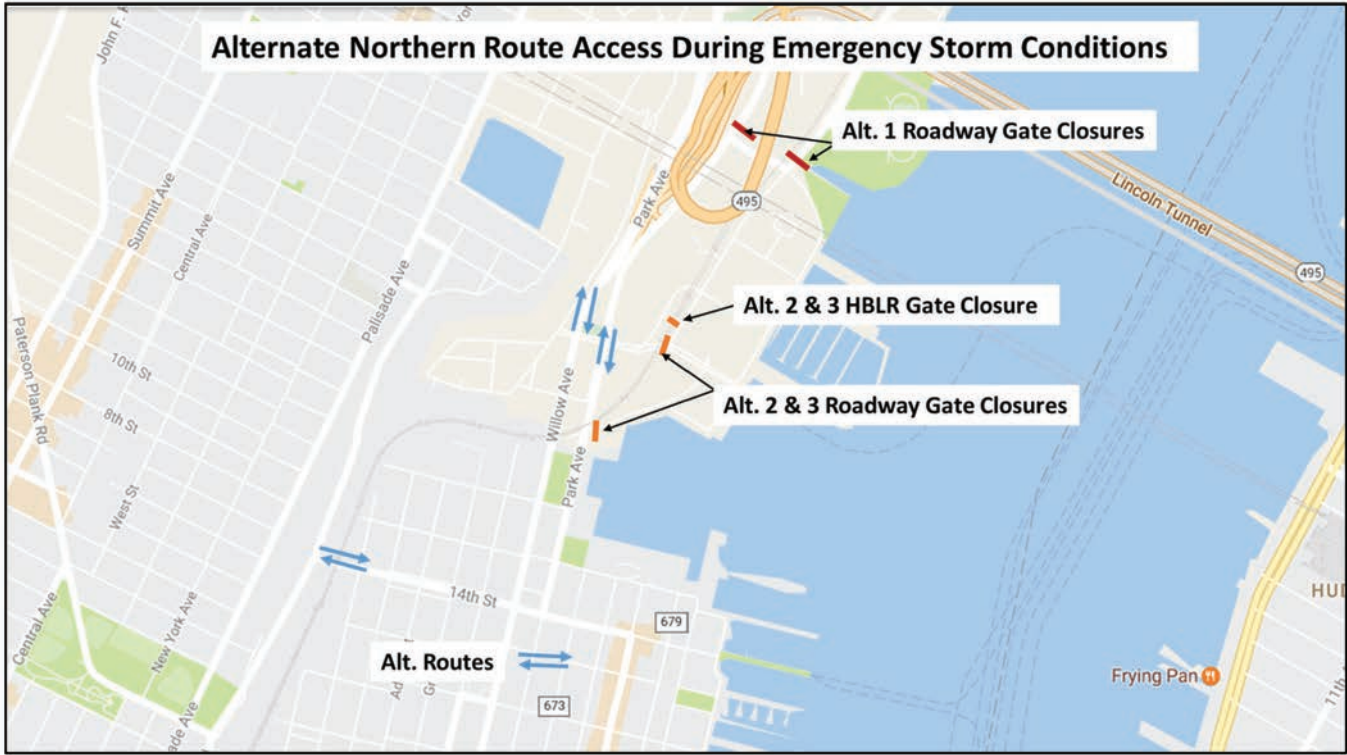 Alternate Northern Route Access During Emergency Storm Conditions
Alt. 1 Roadway Gate Closures
Lincoln Tunnel
495
495
Park Ave
Summit Ave
Central Ave
Palisade Ave
Alt. 2 & 3 HBLR Gate Closure
Paterson Plank Rd
10th St
8th St
Willow Ave
Alt. 2 & 3 Roadway Gate Closures
Park Ave
West St
14th St
679
Central Ave
New York Ave
Alt. Routes
Frying Pan
673